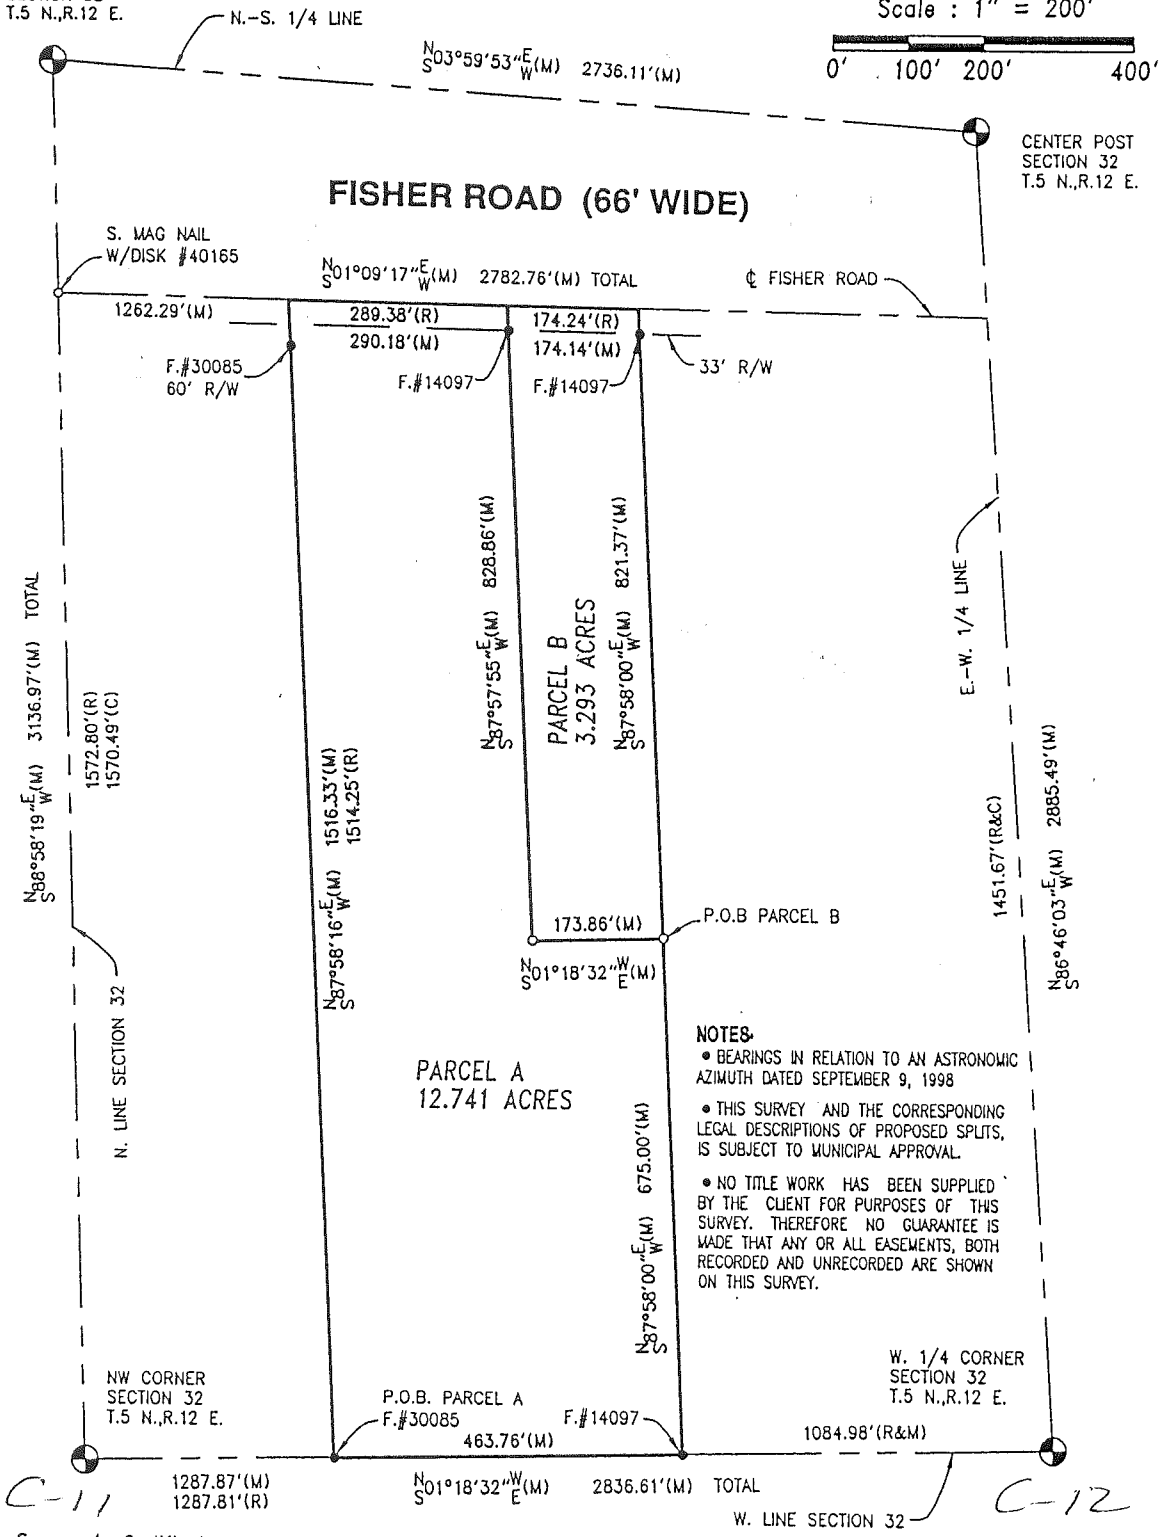 T.5 N.,R.12 E.
N.-S. 1/4 LINE
Scale : 1" = 200'
0' 100' 200' 400'
N
S 03°59'53" E
W (M) 2736.11'(M)
CENTER POST
SECTION 32
T.5 N.,R.12 E.
FISHER ROAD (66' WIDE)
S. MAG NAIL
W/DISK #40165
N
S 01°09'17" E
W (M) 2782.76'(M) TOTAL
℄ FISHER ROAD
1262.29'(M)
289.38'(R)
290.18'(M)
174.24'(R)
174.14'(M)
F.#30085
60' R/W
F.#14097
F.#14097
33' R/W
N
S 88°58'19" E
W (M) 3136.97'(M) TOTAL
1572.80'(R)
1570.49'(C)
N. LINE SECTION 32
N
S 87°58'16" E
W (M) 1516.33'(M)
1514.25'(R)
N
S 87°57'55" E
W (M) 828.86'(M)
PARCEL B
3.293 ACRES
N
S 87°58'00" E
W (M) 821.37'(M)
E.-W. 1/4 LINE
1451.67'(R&C)
N
S 86°46'03" E
W (M) 2885.49'(M)
173.86'(M)
P.O.B PARCEL B
N
S 01°18'32" W
E (M)
PARCEL A
12.741 ACRES
N
S 87°58'00" E
W (M) 675.00'(M)
NOTES
• BEARINGS IN RELATION TO AN ASTRONOMIC
AZIMUTH DATED SEPTEMBER 9, 1998
• THIS SURVEY AND THE CORRESPONDING
LEGAL DESCRIPTIONS OF PROPOSED SPLITS,
IS SUBJECT TO MUNICIPAL APPROVAL.
• NO TITLE WORK HAS BEEN SUPPLIED
BY THE CLIENT FOR PURPOSES OF THIS
SURVEY. THEREFORE NO GUARANTEE IS
MADE THAT ANY OR ALL EASEMENTS, BOTH
RECORDED AND UNRECORDED ARE SHOWN
ON THIS SURVEY.
NW CORNER
SECTION 32
T.5 N.,R.12 E.
P.O.B. PARCEL A
F.#30085
F.#14097
463.76'(M)
W. 1/4 CORNER
SECTION 32
T.5 N.,R.12 E.
1084.98'(R&M)
1287.87'(M)
1287.81'(R)
N
S 01°18'32" W
E (M) 2836.61'(M) TOTAL
W. LINE SECTION 32
C-11
C-12